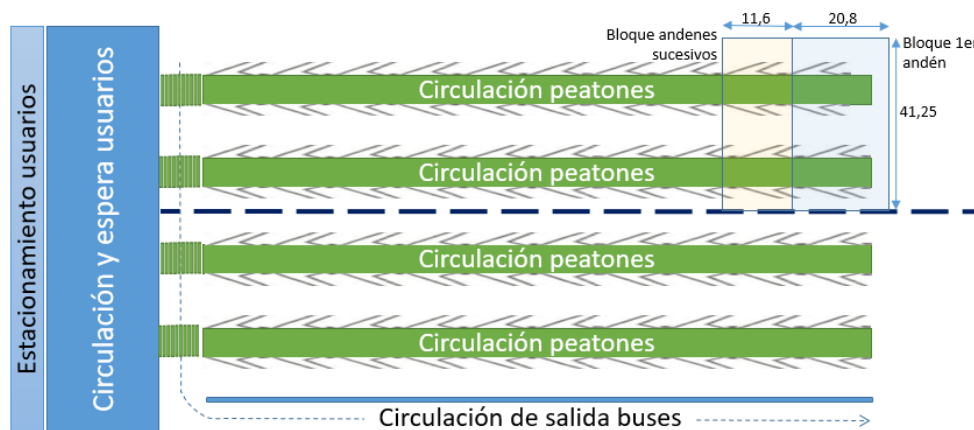 Estacionamiento usuarios
Circulación y espera usuarios
11,6
20,8
Bloque andenes
sucesivos
Bloque 1er
andén
41,25
Circulación peatones
Circulación peatones
Circulación peatones
Circulación peatones
Circulación de salida buses